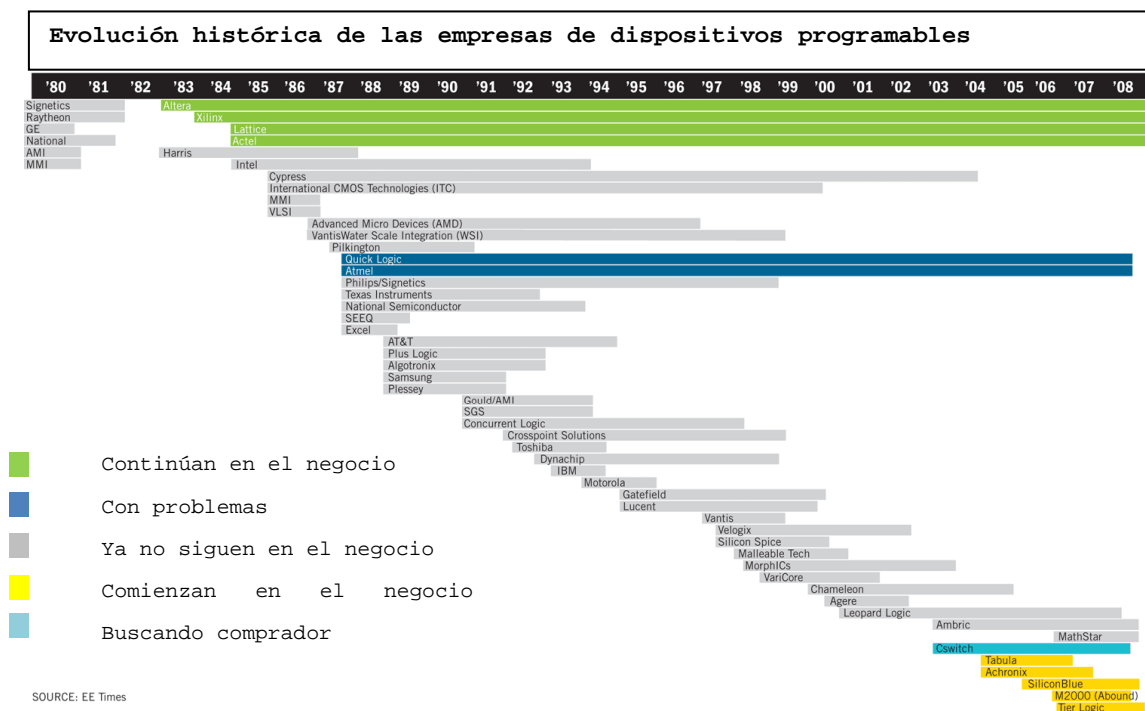 Evolución histórica de las empresas de dispositivos programables
'80 '81 '82 '83 '84 '85 '86 '87 '88 '89 '90 '91 '92 '93 '94 '95 '96 '97 '98 '99 '00 '01 '02 '03 '04 '05 '06 '07 '08
Signetics Altera
Raytheon Xilinx
GE Lattice
National Actel
AMI Harris
MMI Intel
Cypress
International CMOS Technologies (ITC)
MMI
VLSI
Advanced Micro Devices (AMD)
VantisWater Scale Integration (WSI)
Pilkington
Quick Logic
Atmel
Philips/Signetics
Texas Instruments
National Semiconductor
SEEQ
Excel
AT&T
Plus Logic
Algotronix
Samsung
Plessey
Gould/AMI
SGS
Concurrent Logic
Crosspoint Solutions
Toshiba
Dynachip
IBM
Motorola
Gatefield
Lucent
Vantis
Velogix
Silicon Spice
Malleable Tech
MorphICs
VariCore
Chameleon
Agere
Leopard Logic
Ambric
MathStar
Cswitch
Tabula
Achronix
SiliconBlue
M2000 (Abound)
Tier Logic
Continúan en el negocio
Con problemas
Ya no siguen en el negocio
Comienzan en el negocio
Buscando comprador
SOURCE: EE Times